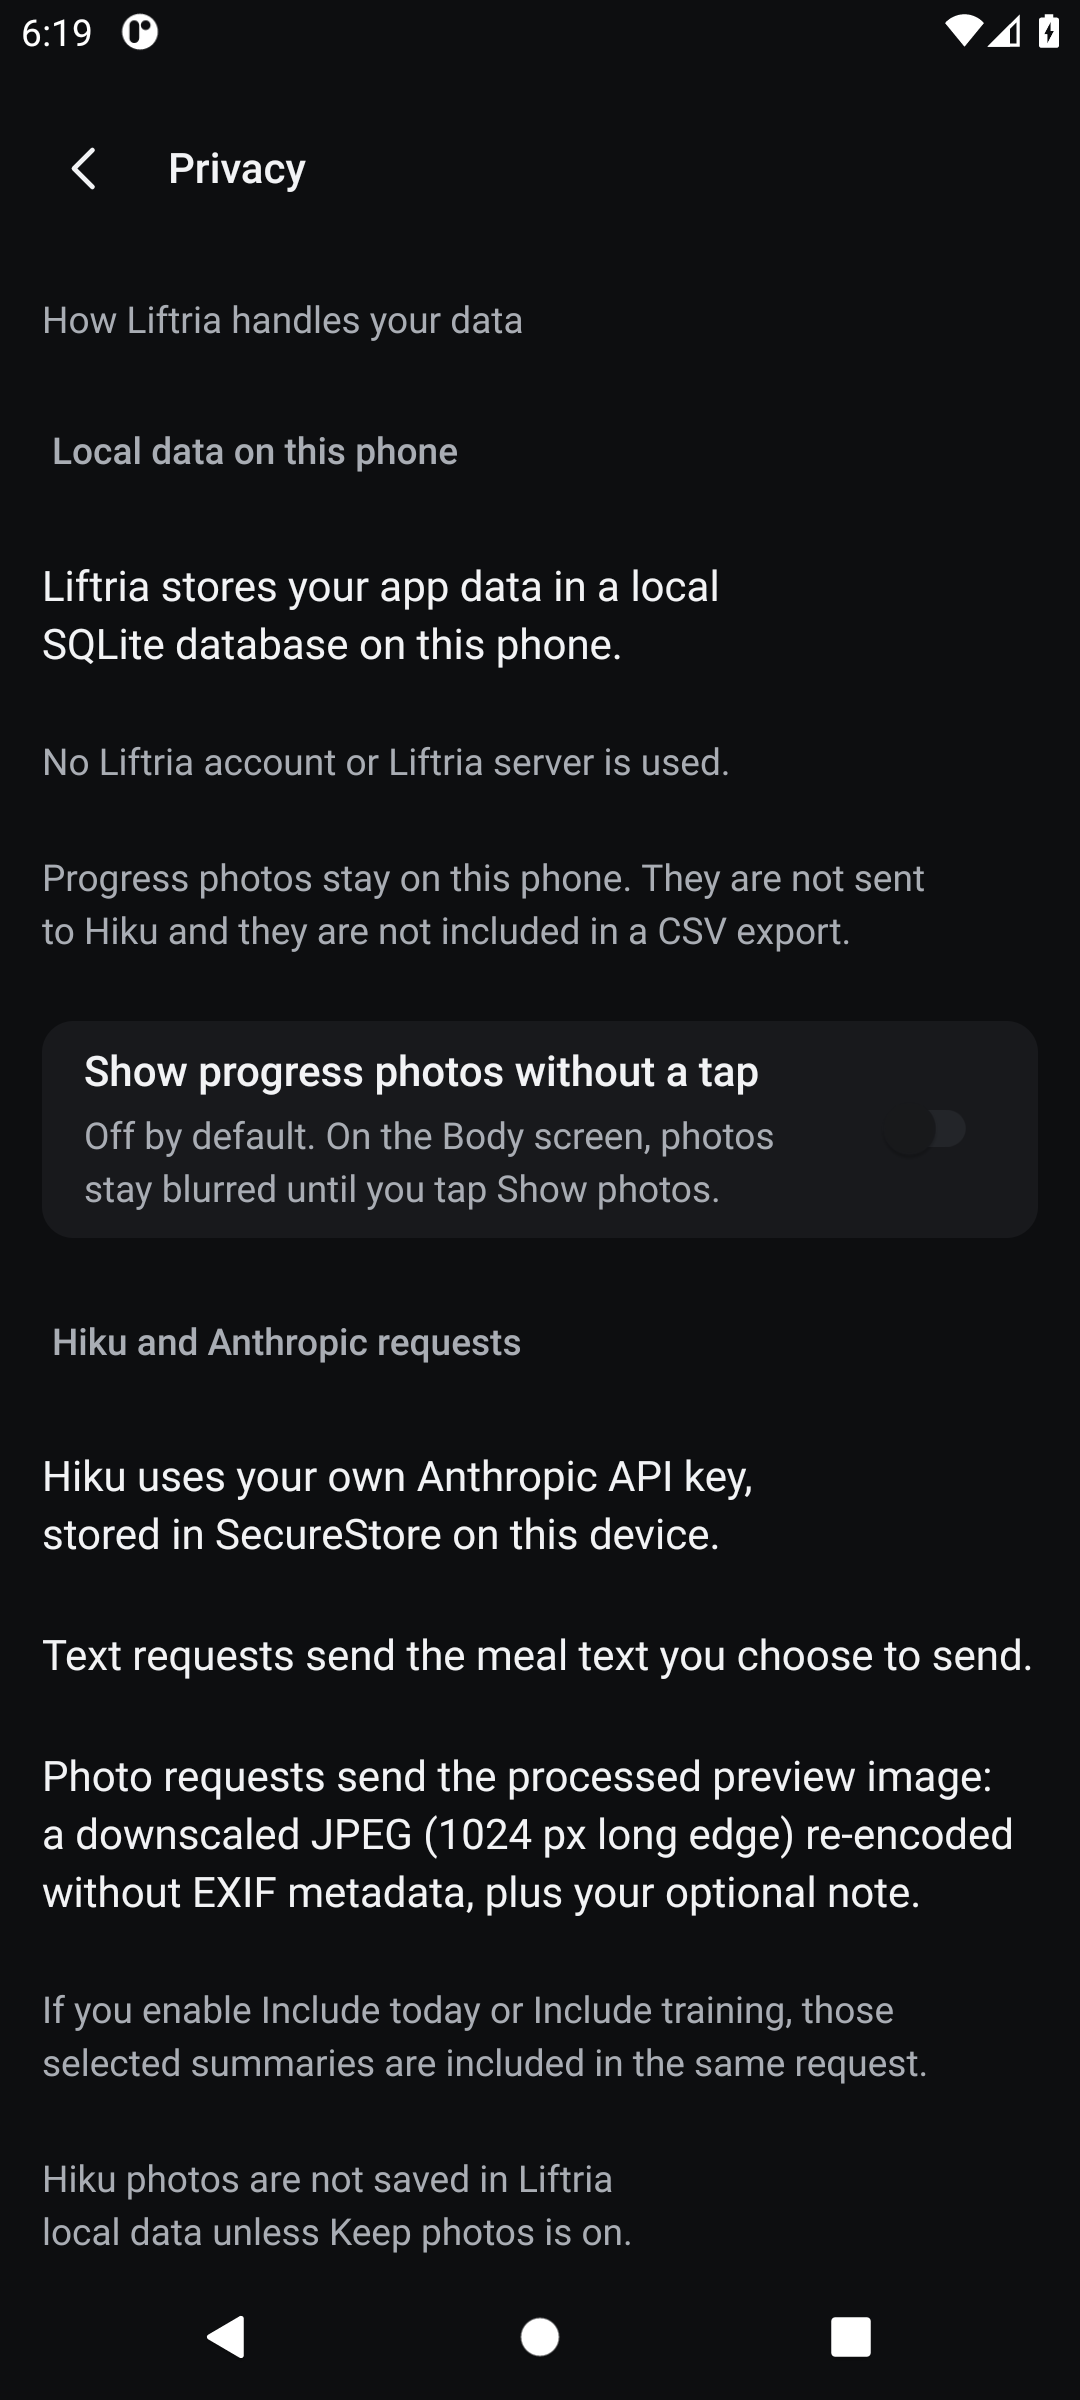 6:19
Privacy
How Liftria handles your data
Local data on this phone
Liftria stores your app data in a local
SQLite database on this phone.
No Liftria account or Liftria server is used.
Progress photos stay on this phone. They are not sent
to Hiku and they are not included in a CSV export.
Show progress photos without a tap
Off by default. On the Body screen, photos
stay blurred until you tap Show photos.
Hiku and Anthropic requests
Hiku uses your own Anthropic API key,
stored in SecureStore on this device.
Text requests send the meal text you choose to send.
Photo requests send the processed preview image:
a downscaled JPEG (1024 px long edge) re-encoded
without EXIF metadata, plus your optional note.
If you enable Include today or Include training, those
selected summaries are included in the same request.
Hiku photos are not saved in Liftria
local data unless Keep photos is on.